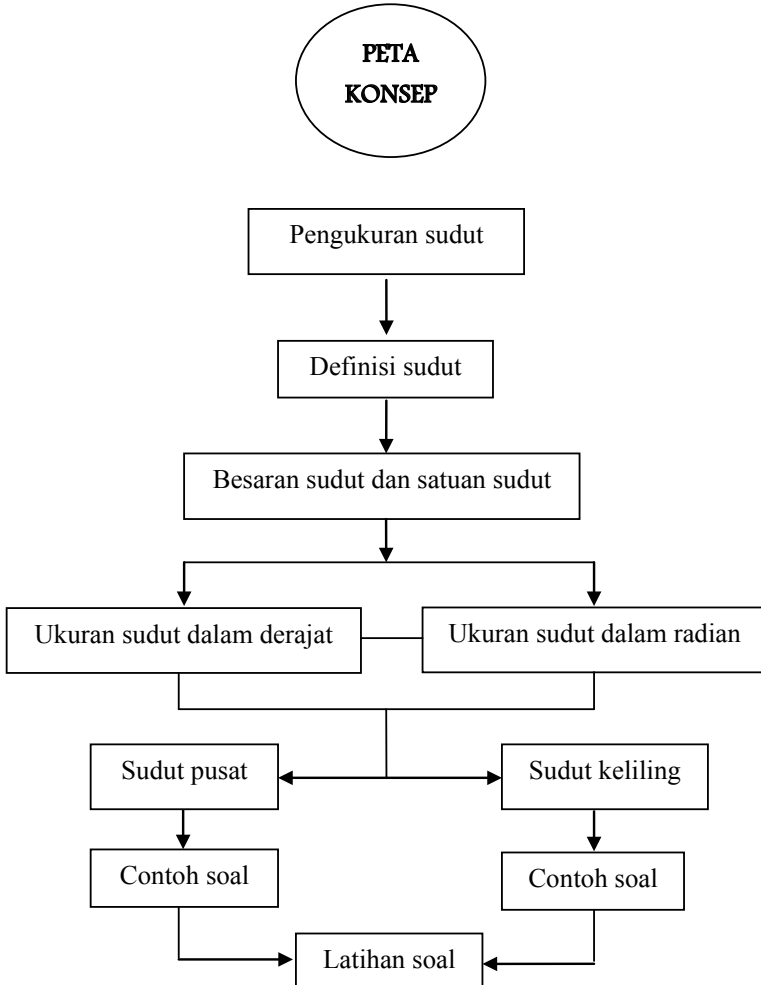 PETA
KONSEP
Pengukuran sudut
Definisi sudut
Besaran sudut dan satuan sudut
Ukuran sudut dalam derajat
Ukuran sudut dalam radian
Sudut pusat
Sudut keliling
Contoh soal
Contoh soal
Latihan soal